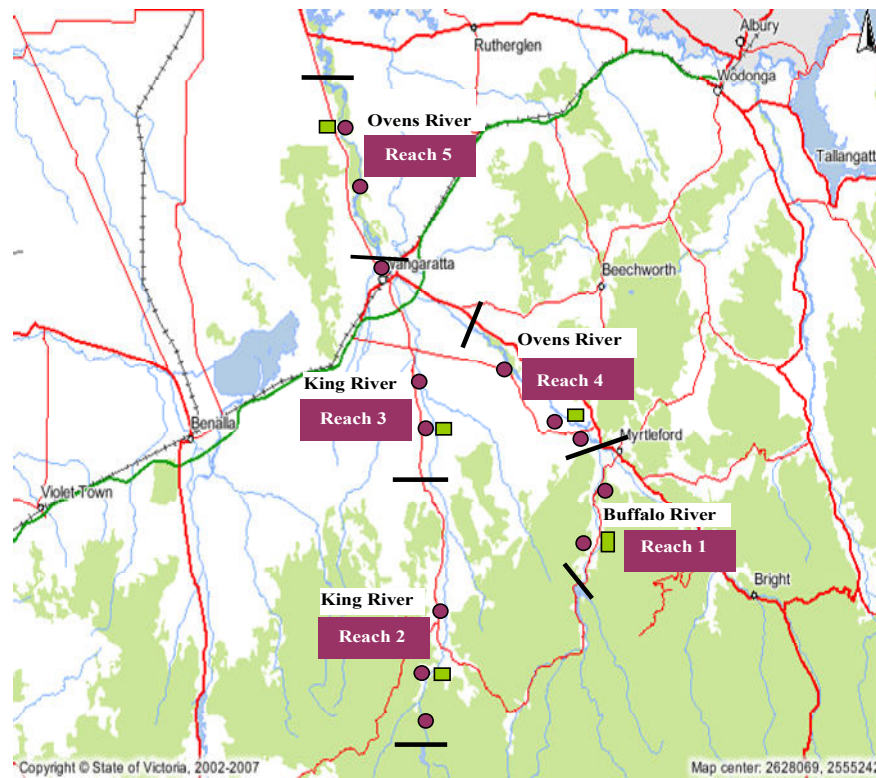 Albury
Rutherglen
Wodonga
Ovens River
Reach 5
Tallangatt
Wangaratta
Beechworth
Ovens River
Reach 4
King River
Reach 3
Benalla
Myrtleford
Violet Town
Buffalo River
Reach 1
Bright
King River
Reach 2
Copyright © State of Victoria, 2002-2007
Map center: 2628069, 2555242